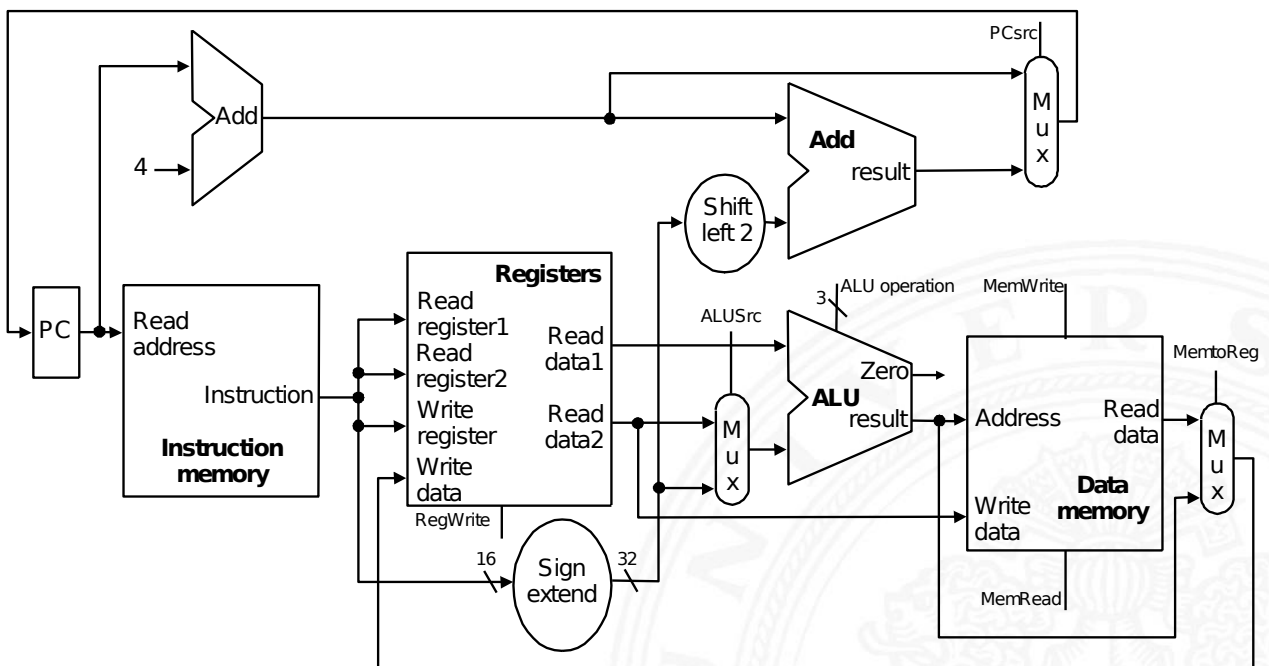 PCsrc
Add
4
M
u
x
Add
result
Shift
left 2
PC
Read
address
Instruction
Instruction
memory
Registers
Read
register1
Read
register2
Write
register
Write
data
Read
data1
Read
data2
RegWrite
16
Sign
extend
32
ALUSrc
M
u
x
3
ALU operation
Zero
ALU
result
MemWrite
Address
Read
data
Write
data
Data
memory
MemRead
MemtoReg
M
u
x